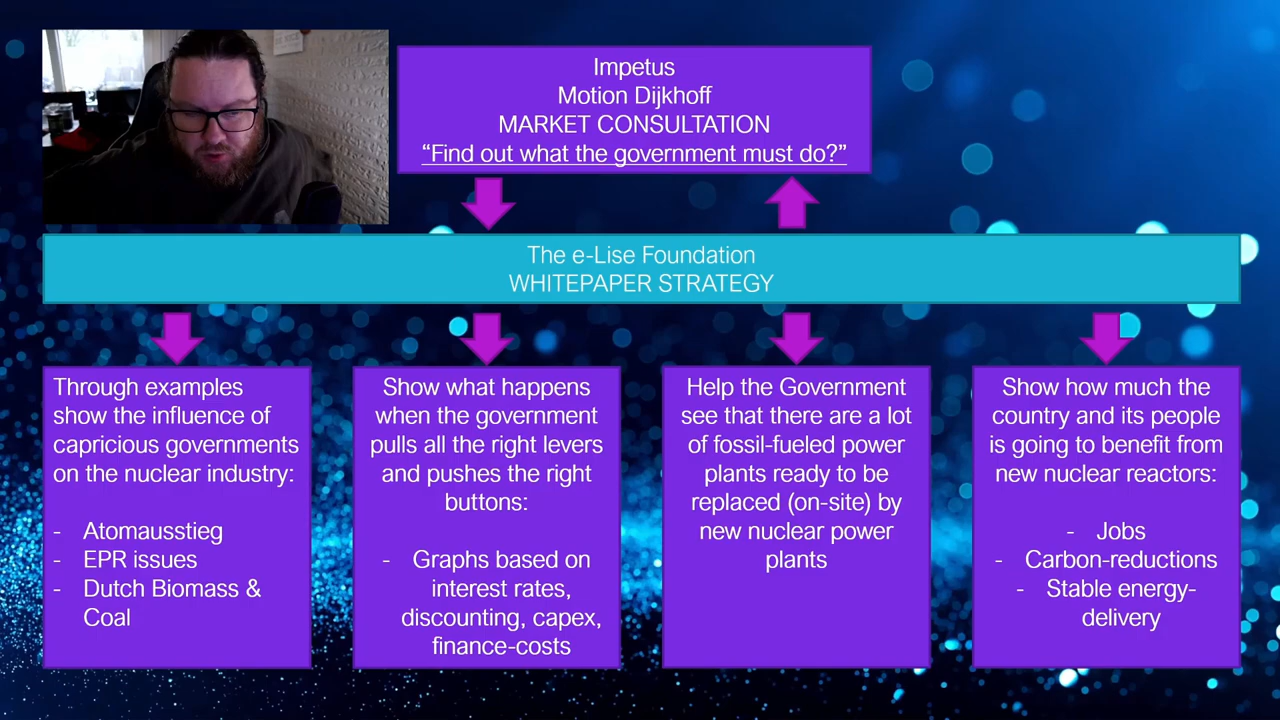 Impetus
Motion Dijkhoff
MARKET CONSULTATION
“Find out what the government must do?”
The e-Lise Foundation
WHITEPAPER STRATEGY
Through examples
show the influence of
capricious governments
on the nuclear industry:
- Atomausstieg
- EPR issues
- Dutch Biomass &
Coal
Show what happens
when the government
pulls all the right levers
and pushes the right
buttons:
- Graphs based on
interest rates,
discounting, capex,
finance-costs
Help the Government
see that there are a lot
of fossil-fueled power
plants ready to be
replaced (on-site) by
new nuclear power
plants
Show how much the
country and its people
is going to benefit from
new nuclear reactors:
- Jobs
- Carbon-reductions
- Stable energy-
delivery